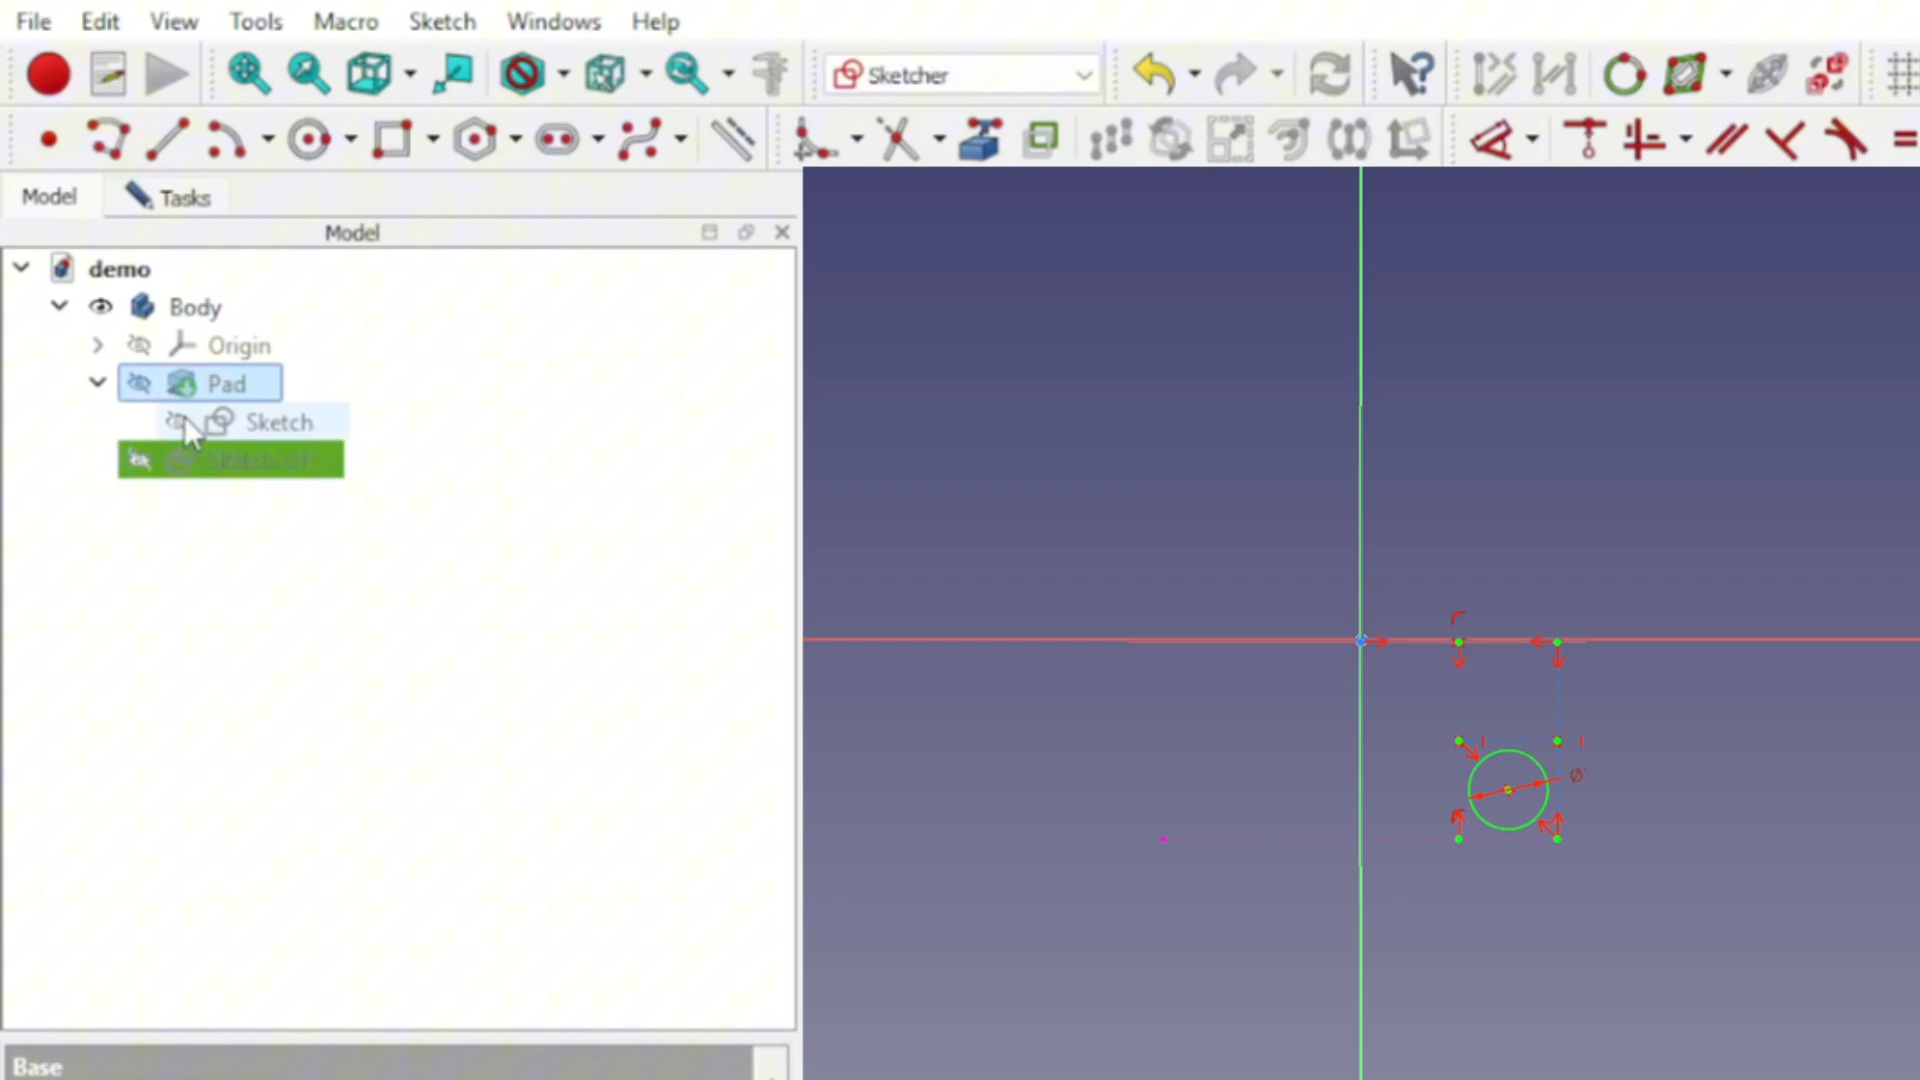 File Edit View Tools Macro Sketch Windows Help
Sketcher
Model Tasks
Model
demo
Body
Origin
Pad
Sketch
Base